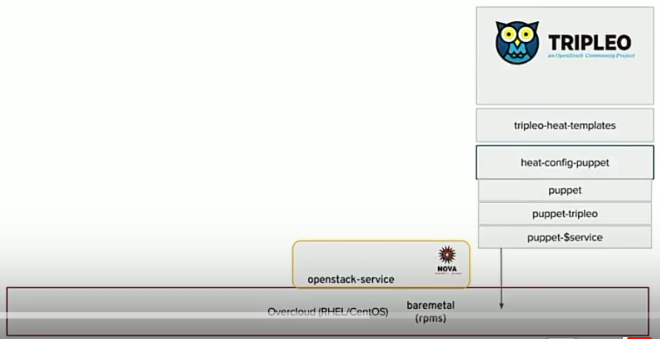 TRIPLEO
an OpenStack Community Project
tripleo-heat-templates
heat-config-puppet
puppet
puppet-tripleo
puppet-$service
NOVA
openstack-service
Overcloud (RHEL/CentOS)
baremetal
(rpms)